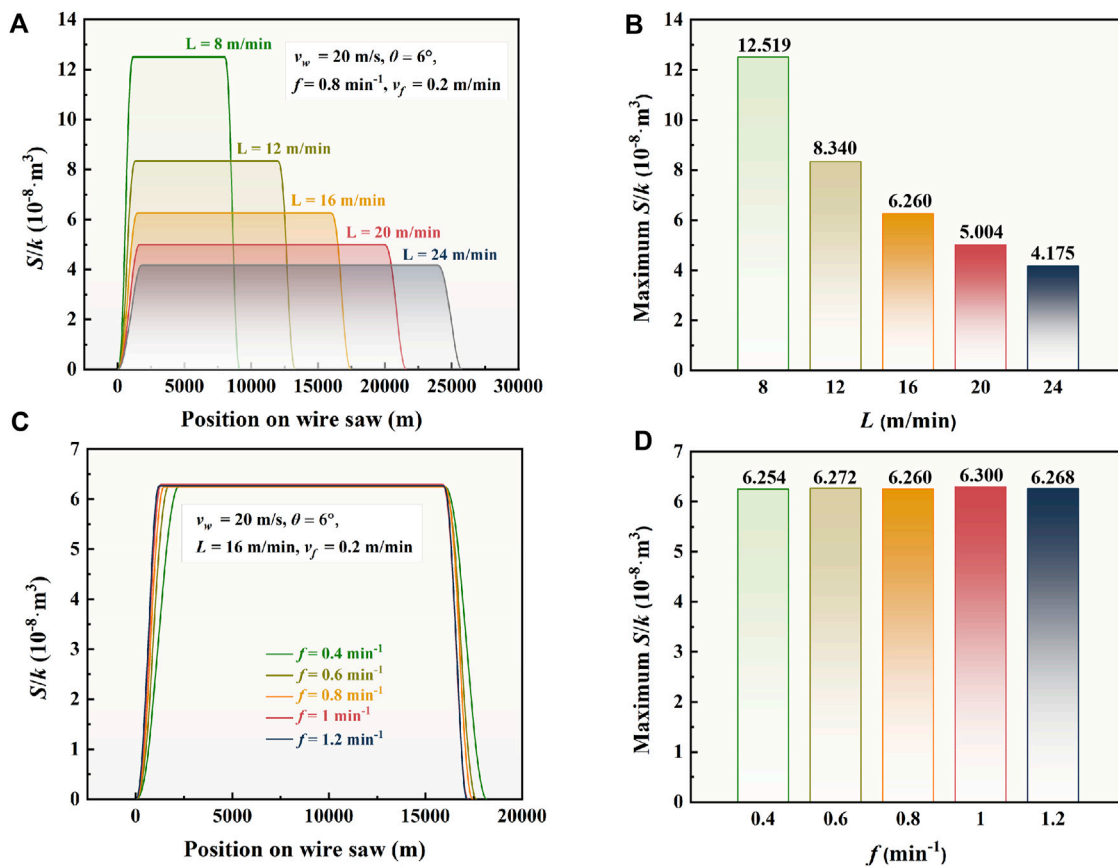 A
14
12
10
8
6
4
2
0
S/k (10⁻⁸·m³)
L = 8 m/min
v_w = 20 m/s, θ = 6°,
f = 0.8 min⁻¹, v_f = 0.2 m/min
L = 12 m/min
L = 16 m/min
L = 20 m/min
L = 24 m/min
0 5000 10000 15000 20000 25000 30000
Position on wire saw (m)
B
14
12
10
8
6
4
2
0
Maximum S/k (10⁻⁸·m³)
12.519
8.340
6.260
5.004
4.175
8 12 16 20 24
L (m/min)
C
7
6
5
4
3
2
1
0
S/k (10⁻⁸·m³)
v_w = 20 m/s, θ = 6°,
L = 16 m/min, v_f = 0.2 m/min
f = 0.4 min⁻¹
f = 0.6 min⁻¹
f = 0.8 min⁻¹
f = 1 min⁻¹
f = 1.2 min⁻¹
0 5000 10000 15000 20000
Position on wire saw (m)
D
7
6
5
4
3
2
1
0
Maximum S/k (10⁻⁸·m³)
6.254 6.272 6.260 6.300 6.268
0.4 0.6 0.8 1 1.2
f (min⁻¹)